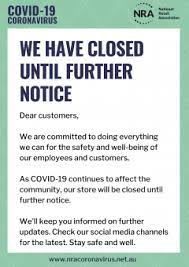 COVID-19
CORONAVIRUS
NRA
National
Retail
Association
WE HAVE CLOSED
UNTIL FURTHER
NOTICE
Dear customers,
We are committed to doing everything
we can for the safety and well-being of
our employees and customers.
As COVID-19 continues to affect the
community, our store will be closed until
further notice.
We'll keep you informed on further
updates. Check our social media channels
for the latest. Stay safe and well.
www.nracoronavirus.net.au